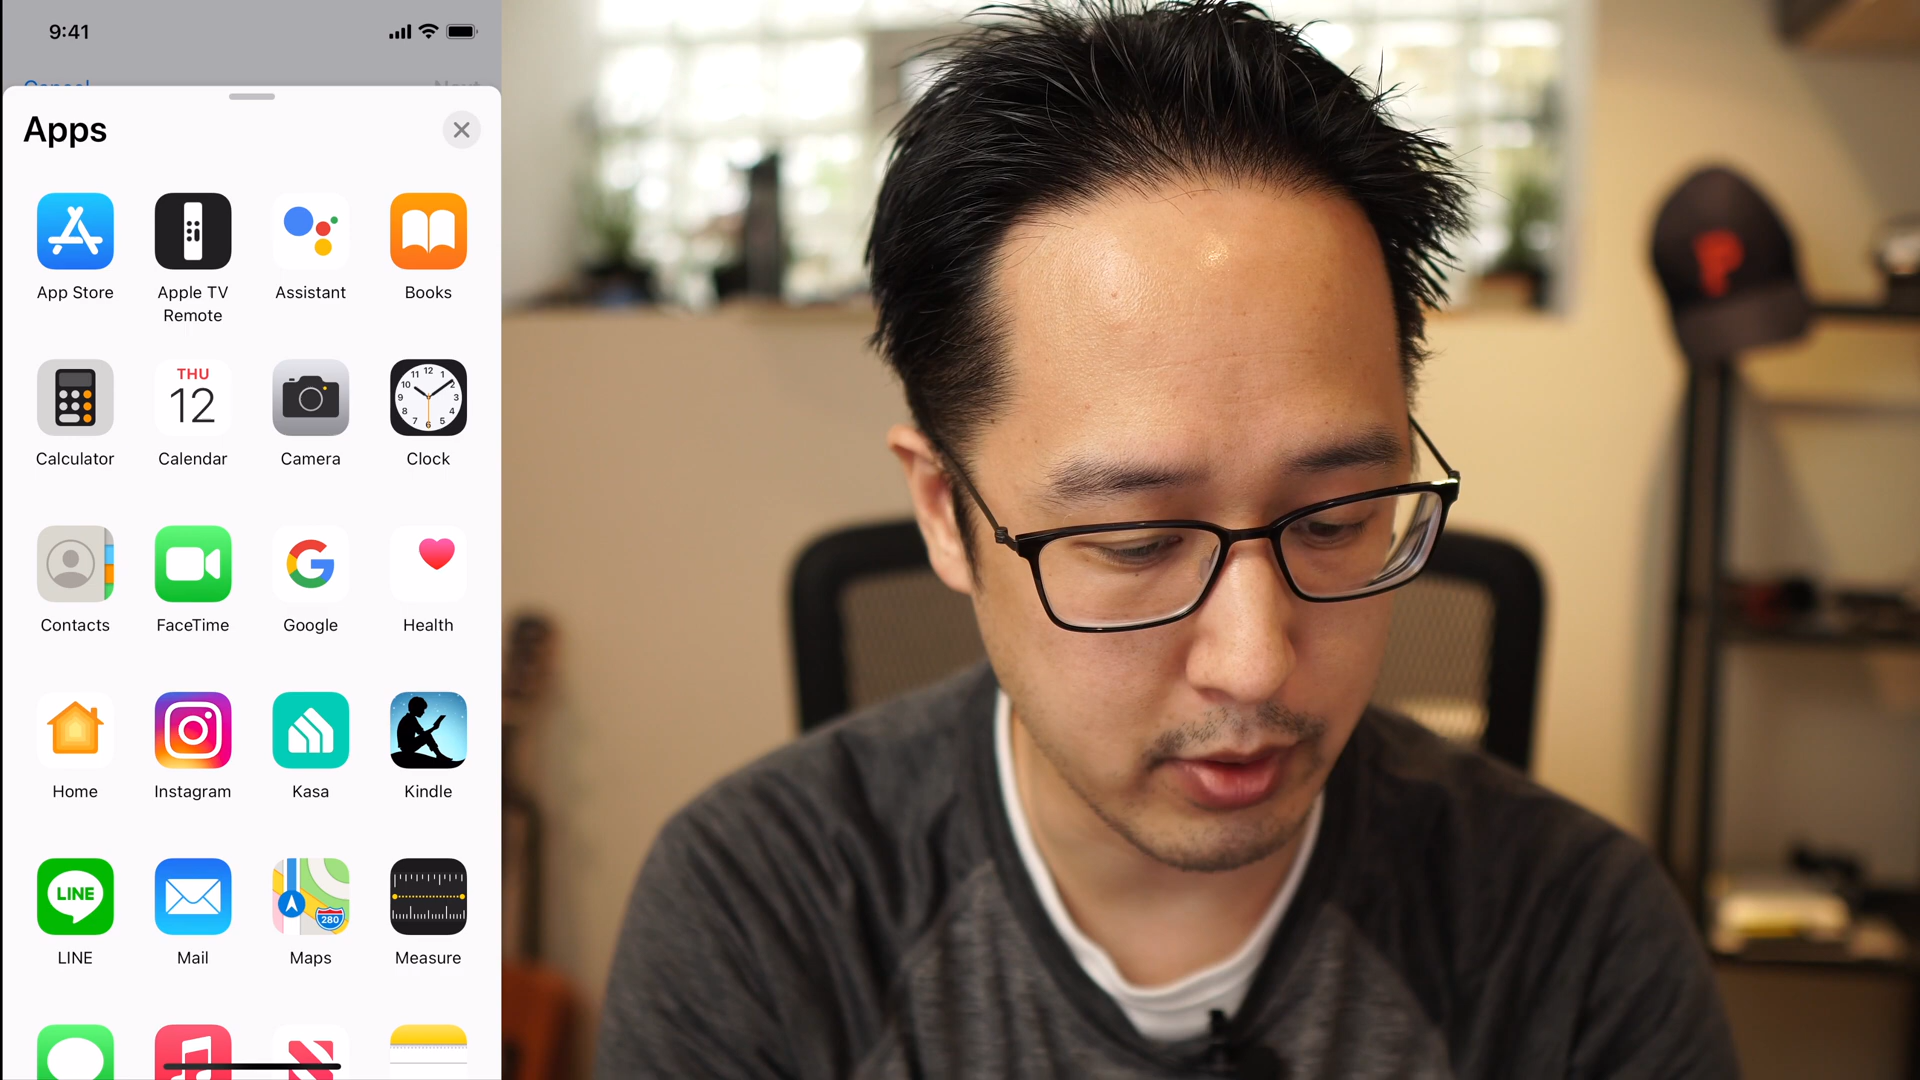 9:41
Apps
App Store
Apple TV
Remote
Assistant
Books
THU
12
Calculator
Calendar
Camera
Clock
Contacts
FaceTime
Google
Health
Home
Instagram
Kasa
Kindle
LINE
280
LINE
Mail
Maps
Measure
P